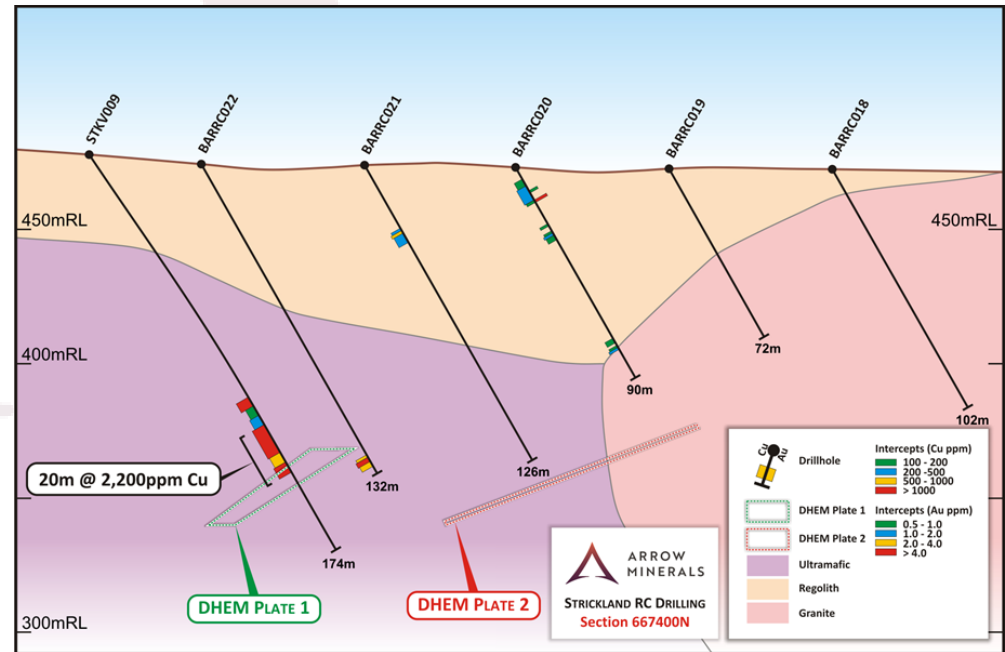 STKV009
BARRC022
BARRC021
BARRC020
BARRC019
BARRC018
450mRL
450mRL
400mRL
300mRL
72m
90m
102m
126m
132m
174m
20m @ 2,200ppm Cu
DHEM PLATE 1
DHEM PLATE 2
ARROW
MINERALS
STRICKLAND RC DRILLING
Section 667400N
Cu
Au
Drillhole
DHEM PLATE 1
DHEM PLATE 2
Ultramafic
Regolith
Granite
Intercepts (Cu ppm)
100 - 200
200 -500
500 - 1000
> 1000
Intercepts (Au ppm)
0.5 - 1.0
1.0 - 2.0
2.0 - 4.0
> 4.0